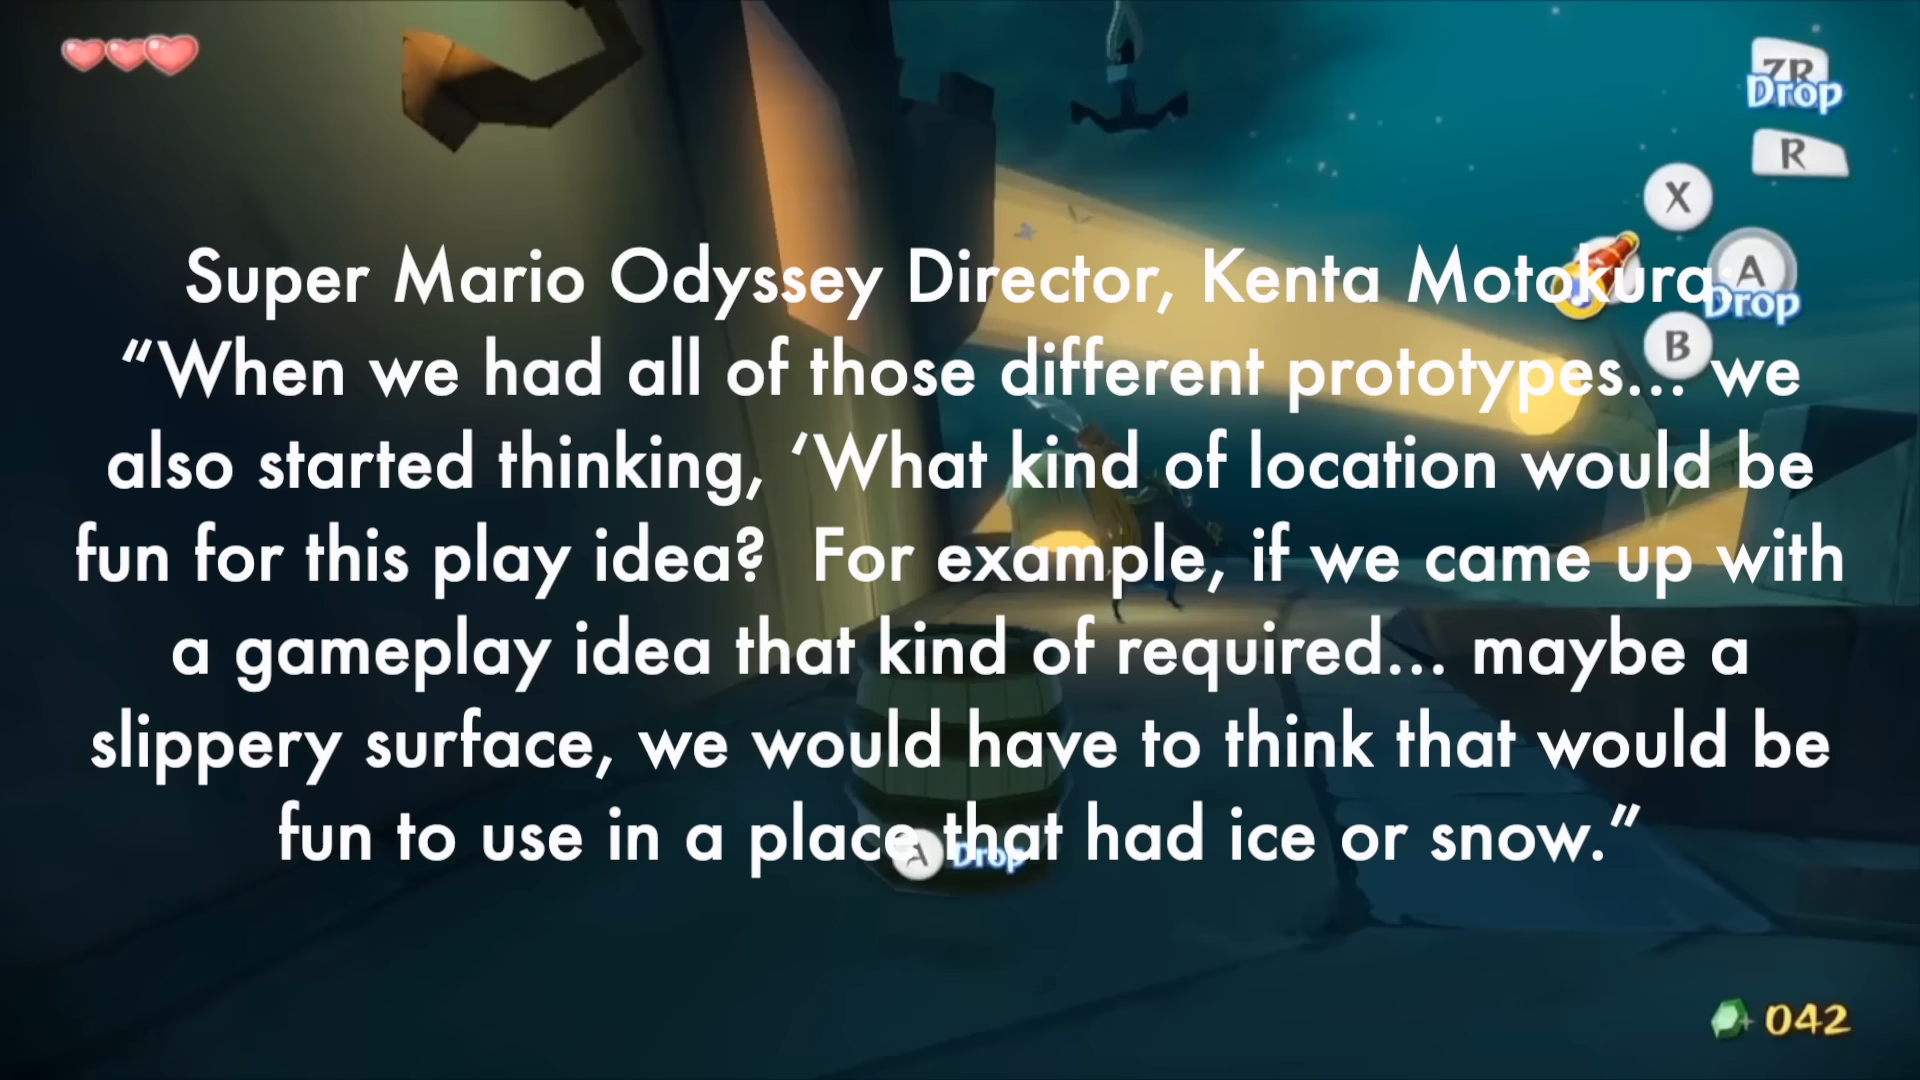 ZR
Drop
R
X
A
Drop
B
Super Mario Odyssey Director, Kenta Motokura:
“When we had all of those different prototypes... we
also started thinking, ‘What kind of location would be
fun for this play idea?  For example, if we came up with
a gameplay idea that kind of required... maybe a
slippery surface, we would have to think that would be
fun to use in a place that had ice or snow.”
A Drop
042